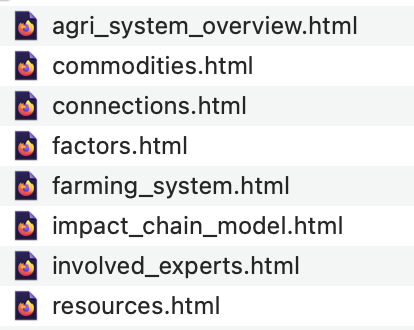 agri_system_overview.html
commodities.html
connections.html
factors.html
farming_system.html
impact_chain_model.html
involved_experts.html
resources.html